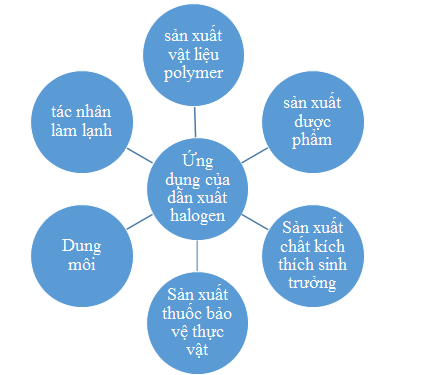 sản xuất
vật liệu
polymer
sản xuất
dược
phẩm
Sản xuất
chất kích
thích sinh
trưởng
Sản xuất
thuốc bảo
vệ thực
vật
Dung
môi
tác nhân
làm lạnh
Ứng
dụng của
dẫn xuất
halogen